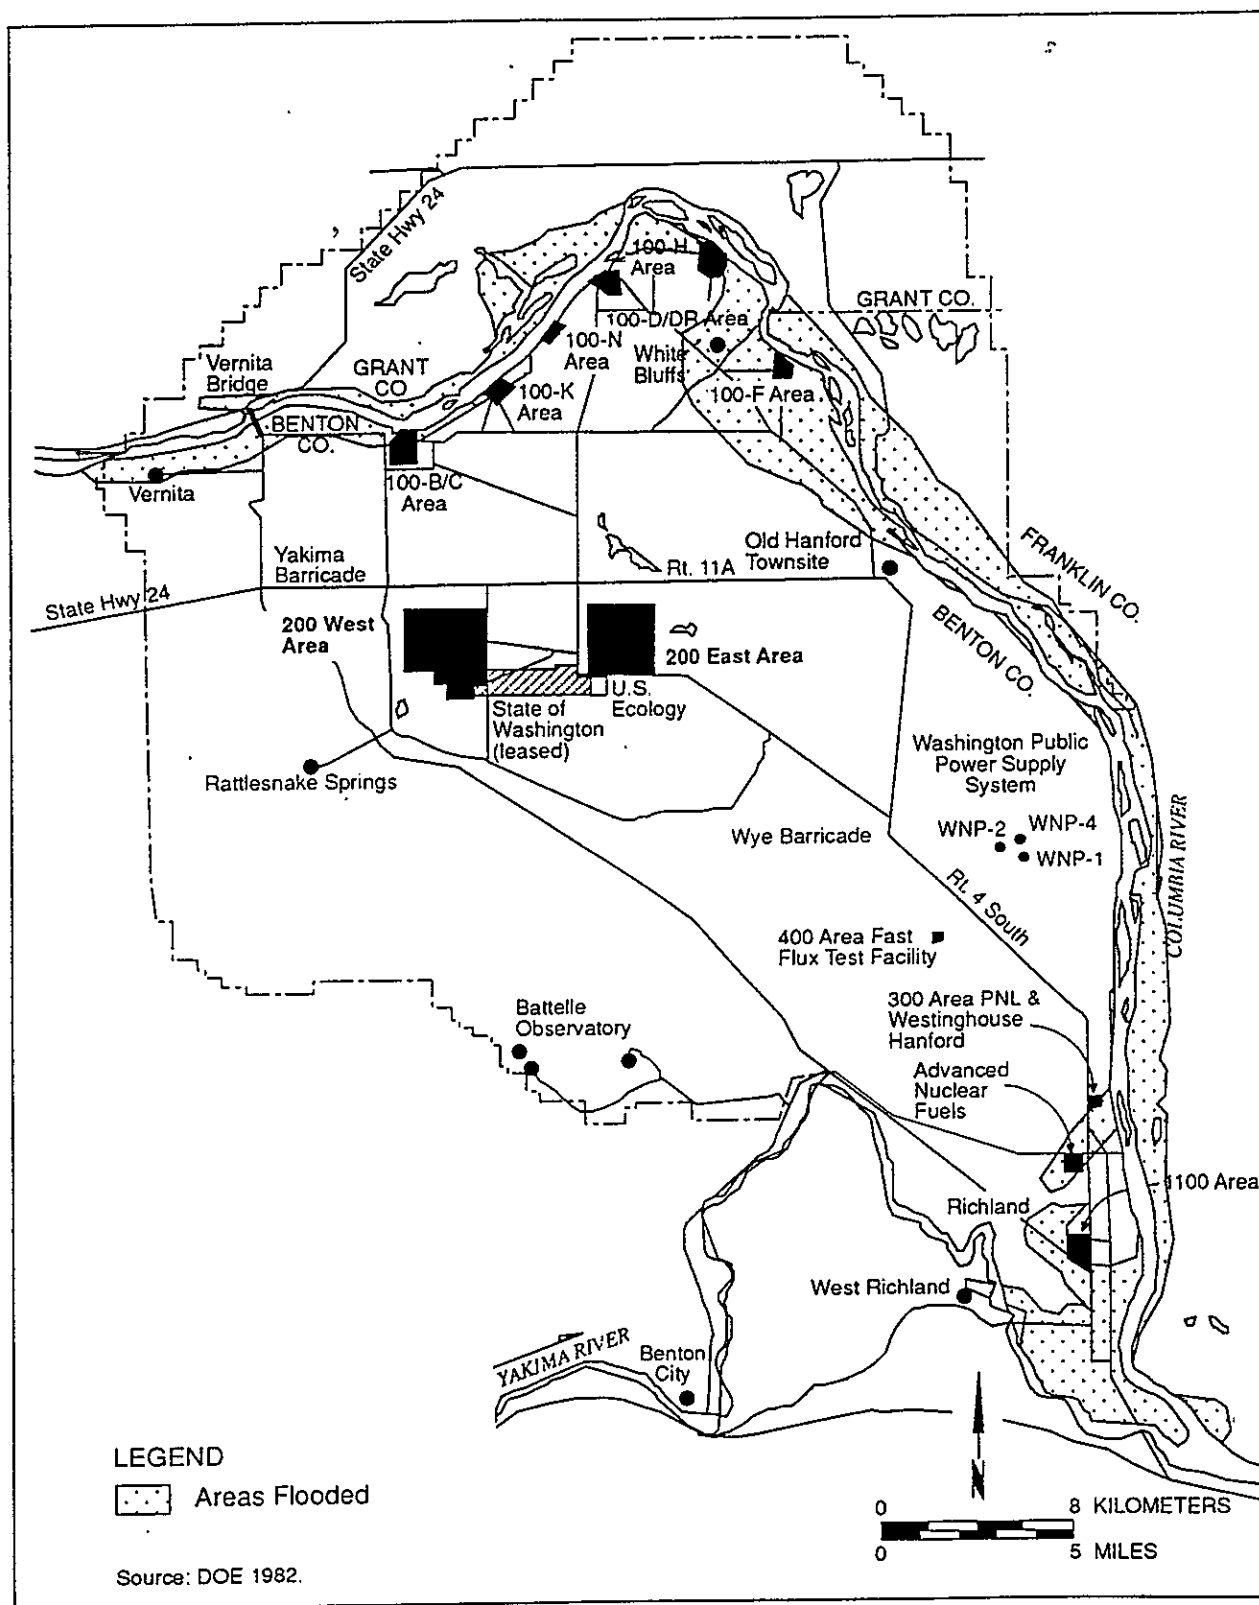 State Hwy 24
100-H
Area
GRANT CO.
100-D/DR Area
100-N
Area
White
Bluffs
Vernita
Bridge
GRANT
CO
100-K
Area
100-F Area
BENTON
CO.
Vernita
100-B/C
Area
Yakima
Barricade
Rt. 11A
Old Hanford
Townsite
FRANKLIN CO.
State Hwy 24
BENTON CO.
200 West
Area
200 East Area
U.S.
Ecology
State of
Washington
(leased)
Rattlesnake Springs
Washington Public
Power Supply
System
WNP-2
WNP-4
WNP-1
Wye Barricade
COLUMBIA RIVER
Rt. 4 South
400 Area Fast
Flux Test Facility
300 Area PNL &
Westinghouse
Hanford
Battelle
Observatory
Advanced
Nuclear
Fuels
1100 Area
Richland
West Richland
YAKIMA RIVER
Benton
City
LEGEND
Areas Flooded
N
0 8 KILOMETERS
0 5 MILES
Source: DOE 1982.